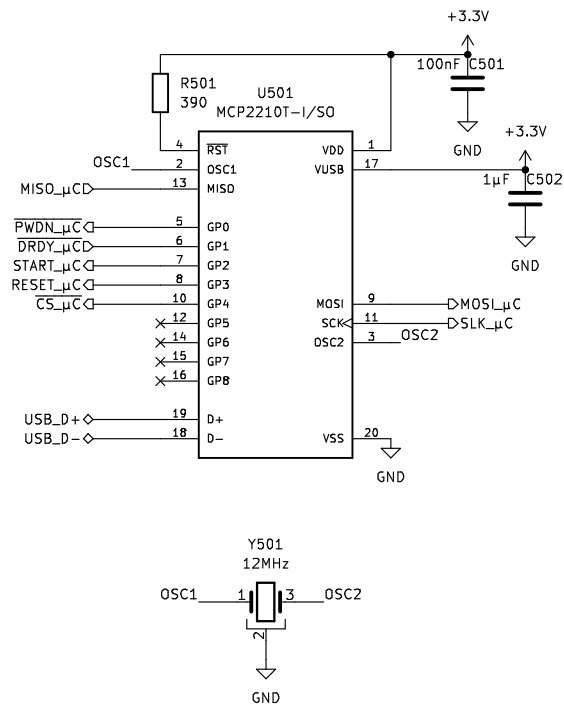 +3.3V
100nF C501
GND
R501
390
U501
MCP2210T-I/SO
+3.3V
1µF C502
GND
4 RST VDD 1
OSC1 2 OSC1 VUSB 17
MISO_µC 13 MISO
PWDN_µC 5 GP0
DRDY_µC 6 GP1
START_µC 7 GP2
RESET_µC 8 GP3
CS_µC 10 GP4 MOSI 9 MOSI_µC
12 GP5 SCK 11 SLK_µC
14 GP6 OSC2 3 OSC2
15 GP7
16 GP8
USB_D+ 19 D+
USB_D- 18 D- VSS 20
GND
Y501
12MHz
OSC1 1 3 OSC2
2
GND